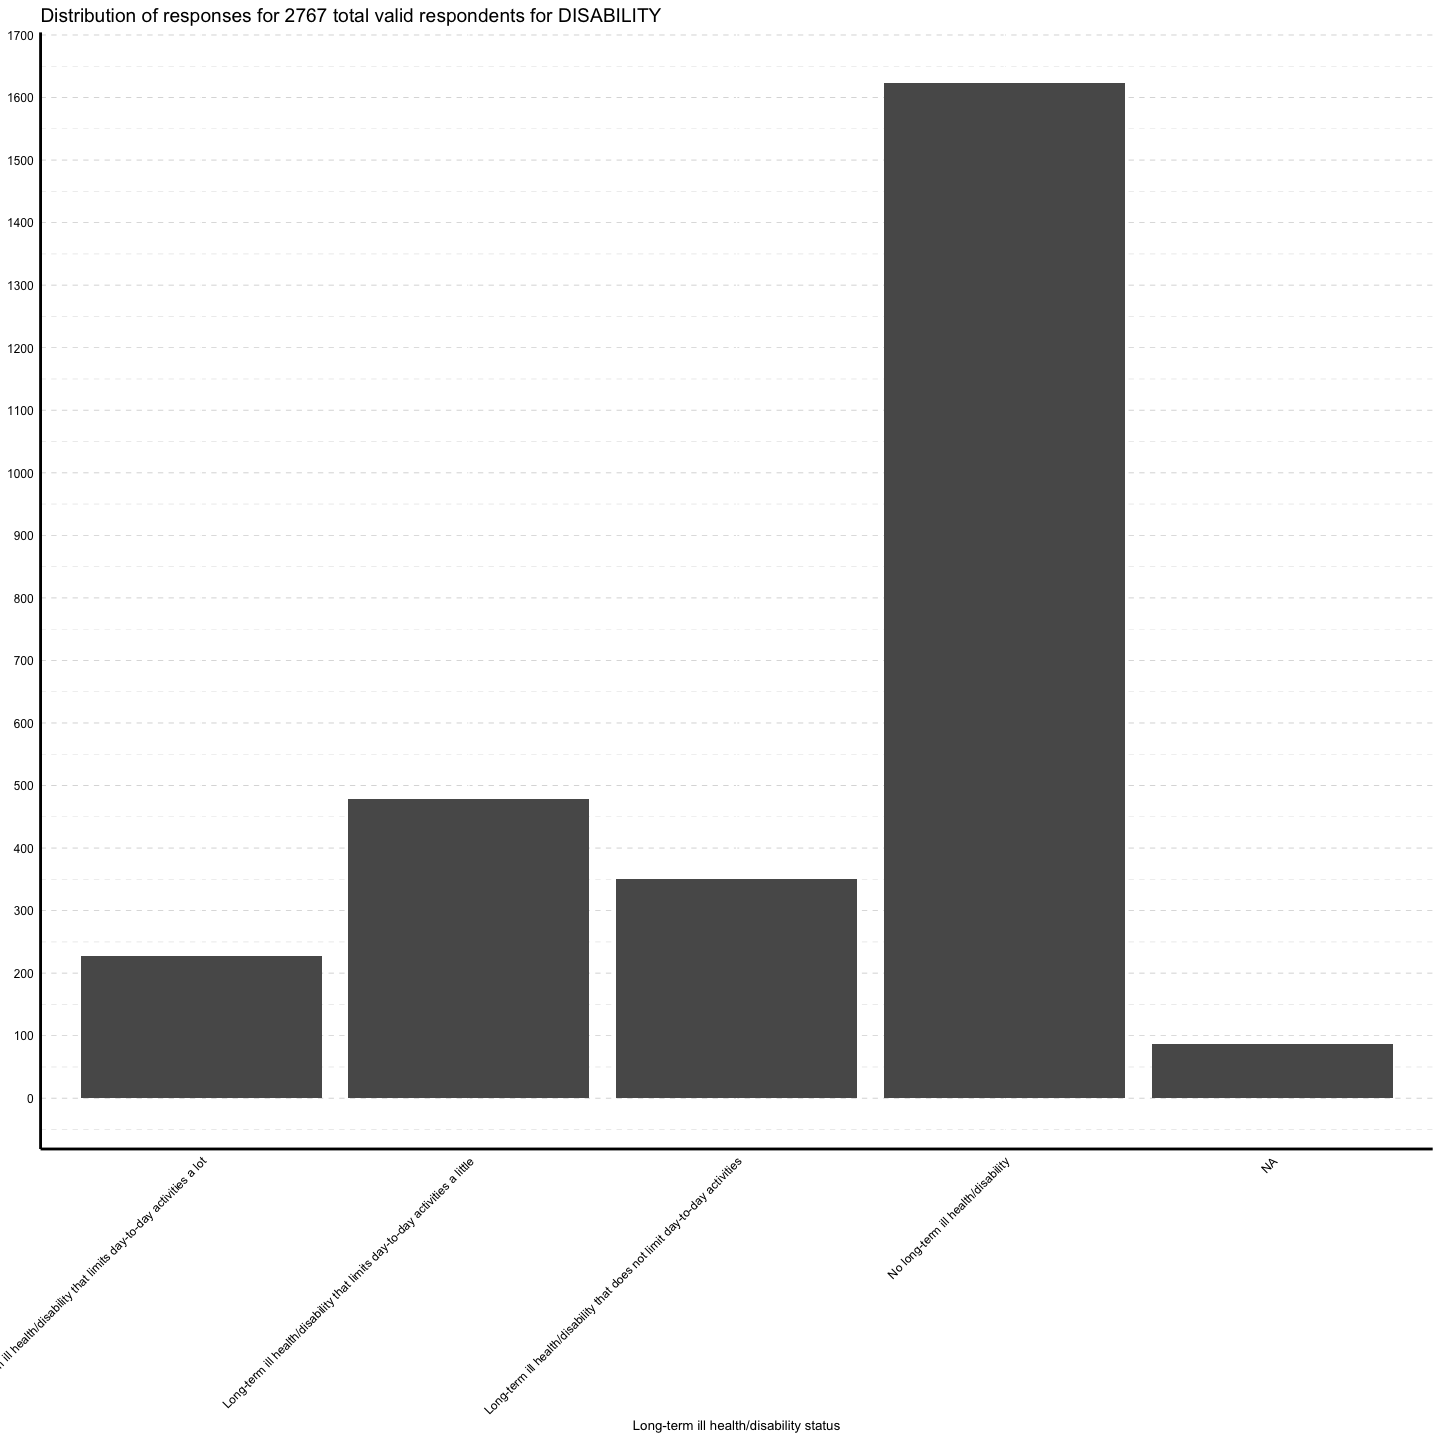 Distribution of responses for 2767 total valid respondents for DISABILITY
1700
1600
1500
1400
1300
1200
1100
1000
900
800
700
600
500
400
300
200
100
0
ill health/disability that limits day-to-day activities a lot
Long-term ill health/disability that limits day-to-day activities a little
Long-term ill health/disability that does not limit day-to-day activities
No long-term ill health/disability
NA
Long-term ill health/disability status